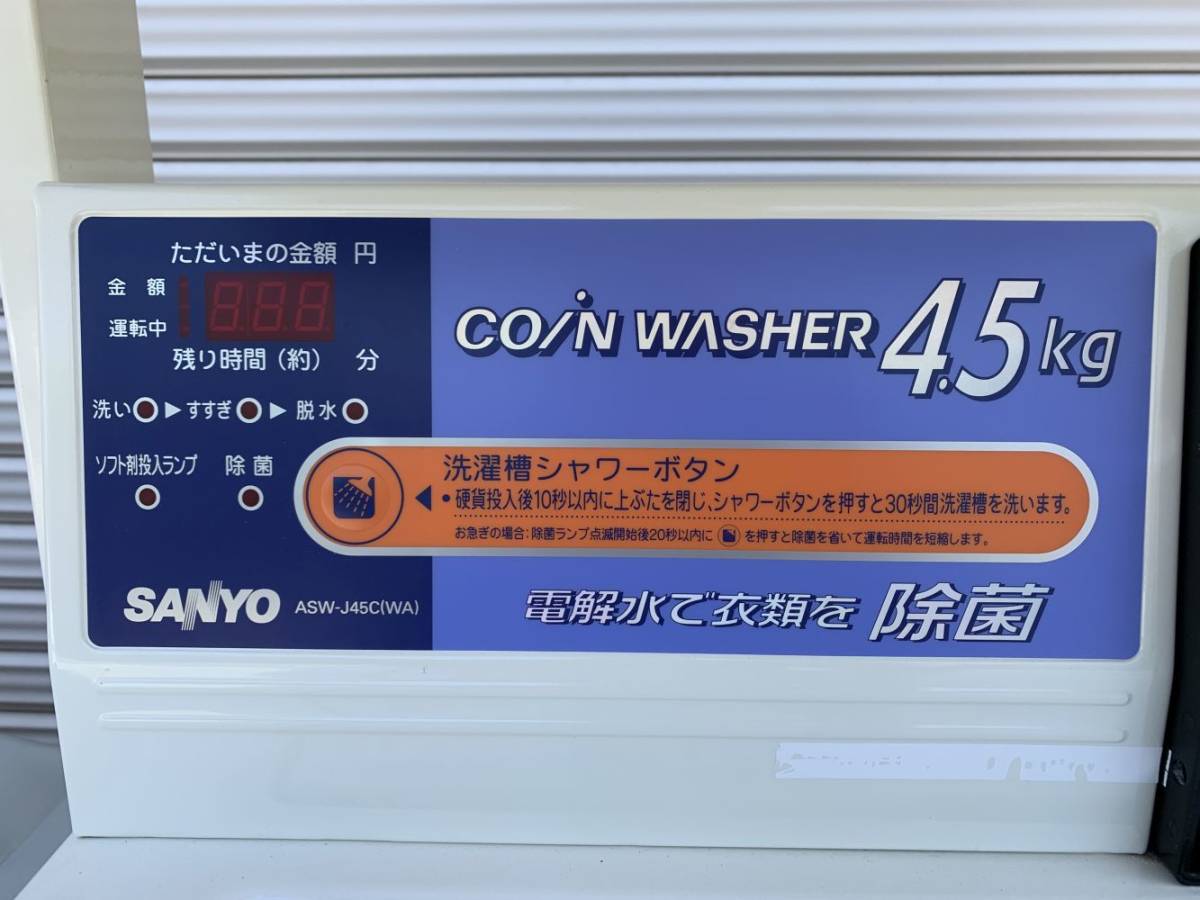 ただいまの金額 円
金 額
運転中
残り時間(約) 分
洗い ▶ すすぎ ▶ 脱水
ソフト剤投入ランプ 除菌
SANYO ASW-J45C(WA)
COIN WASHER 4.5kg
洗濯槽シャワーボタン
•硬貨投入後10秒以内に上ぶたを閉じ、シャワーボタンを押すと30秒間洗濯槽を洗います。
お急ぎの場合:除菌ランプ点滅開始後20秒以内に を押すと除菌を省いて運転時間を短縮します。
電解水で衣類を 除菌